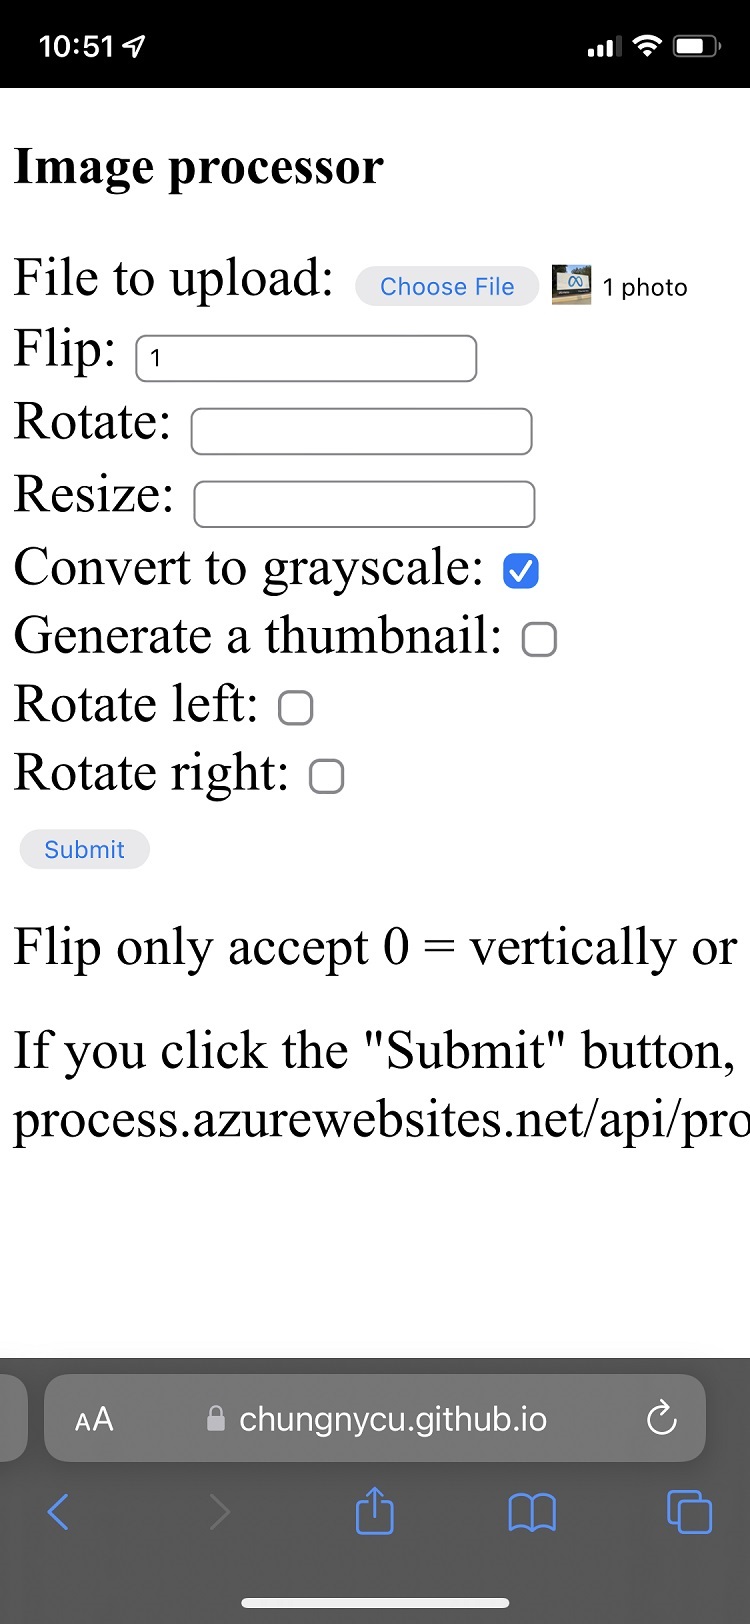 10:51
Image processor
File to upload: Choose File 1 photo
Flip: 1
Rotate:
Resize:
Convert to grayscale:
Generate a thumbnail:
Rotate left:
Rotate right:
Submit
Flip only accept 0 = vertically or
If you click the "Submit" button,
process.azurewebsites.net/api/pro
AA chungnycu.github.io